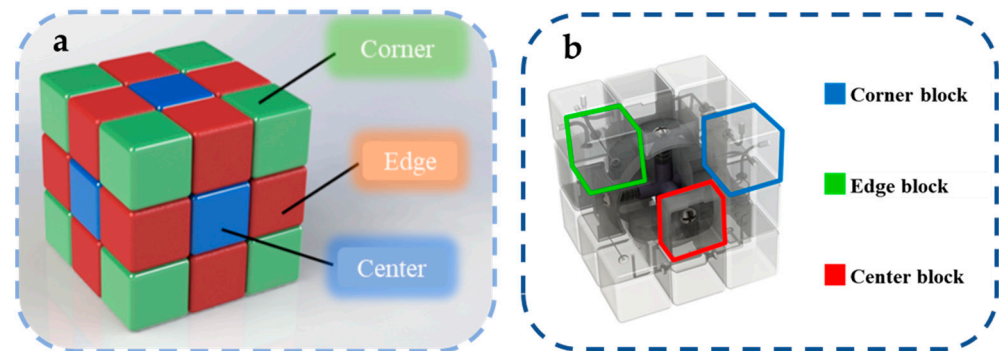 a
Corner
Edge
Center
b
Corner block
Edge block
Center block